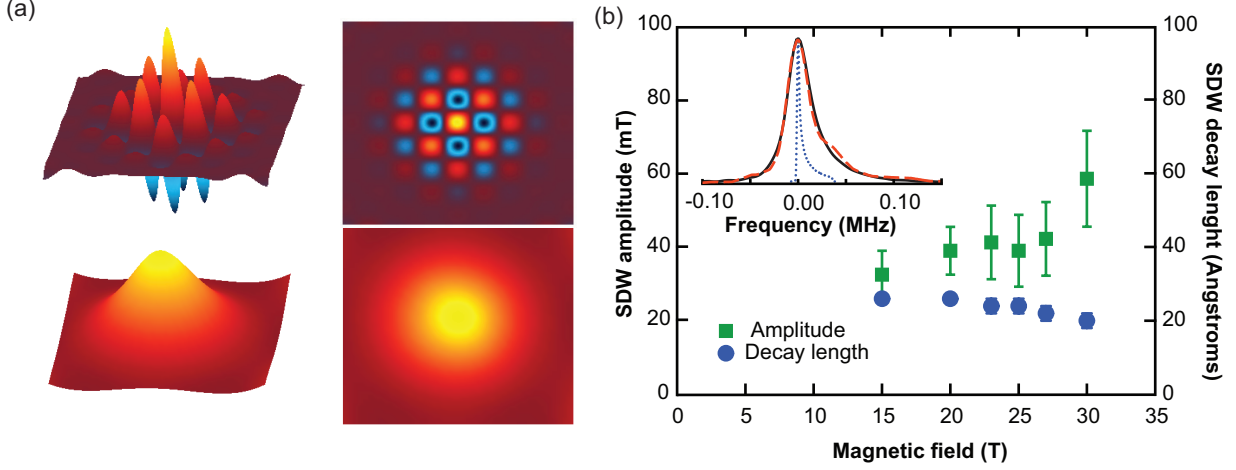 (a)
(b)
SDW amplitude (mT)
100
80
60
40
20
0
-0.10
0.00
0.10
Frequency (MHz)
Amplitude
Decay length
0
5
10
15
20
25
30
35
Magnetic field (T)
100
80
60
40
20
0
SDW decay lenght (Angstroms)